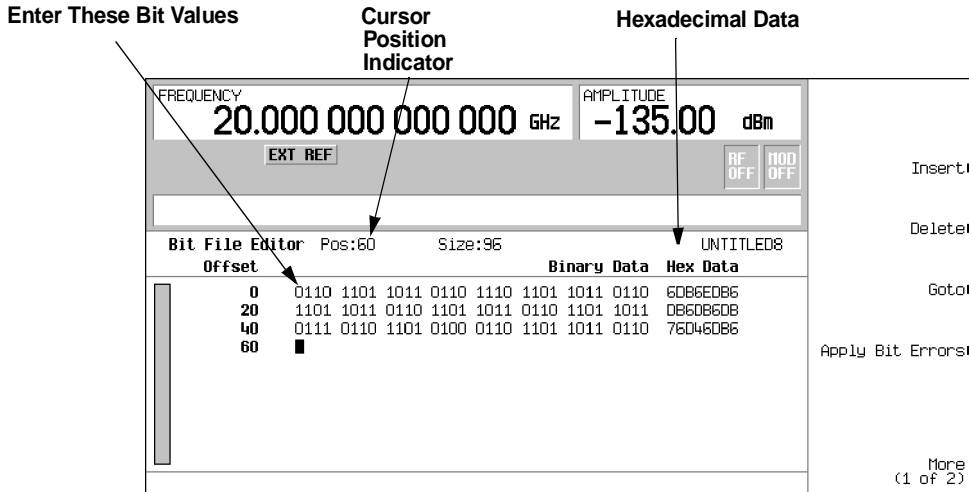 Enter These Bit Values
Cursor
Position
Indicator
Hexadecimal Data
FREQUENCY
20.000 000 000 000 GHz
AMPLITUDE
-135.00 dBm
EXT REF
RF
OFF
MOD
OFF
Insert
Delete
Goto
Apply Bit Errors
More
(1 of 2)
Bit File Editor Pos:60 Size:96 UNTITLED8
Offset Binary Data Hex Data
0 0110 1101 1011 0110 1110 1101 1011 0110 6DB6EDB6
20 1101 1011 0110 1101 1011 0110 1101 1011 DB6DB6DB
40 0111 0110 1101 0100 0110 1101 1011 0110 76D46DB6
60